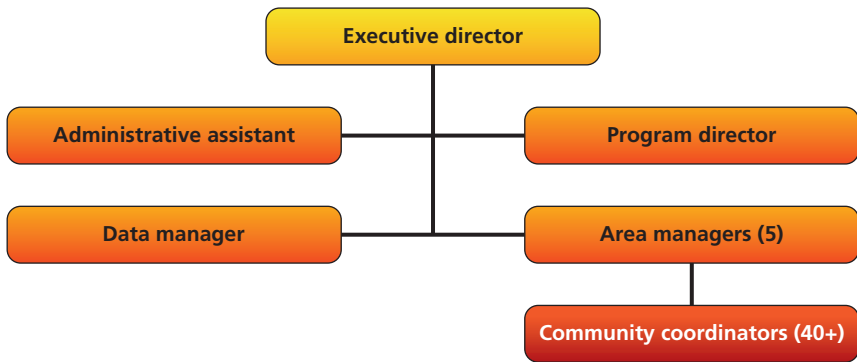 Executive director
Administrative assistant
Program director
Data manager
Area managers (5)
Community coordinators (40+)